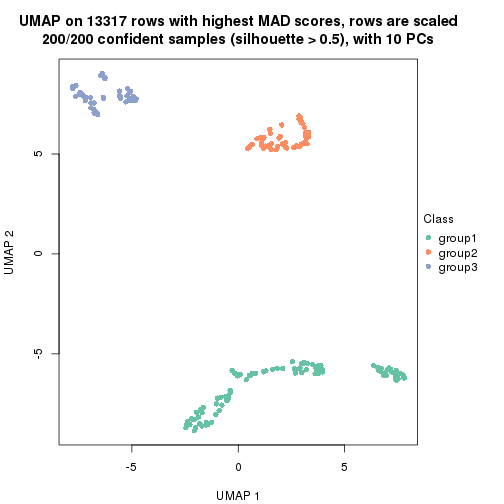 UMAP on 13317 rows with highest MAD scores, rows are scaled
200/200 confident samples (silhouette > 0.5), with 10 PCs
5
0
-5
UMAP 2
-5
0
5
UMAP 1
Class
group1
group2
group3